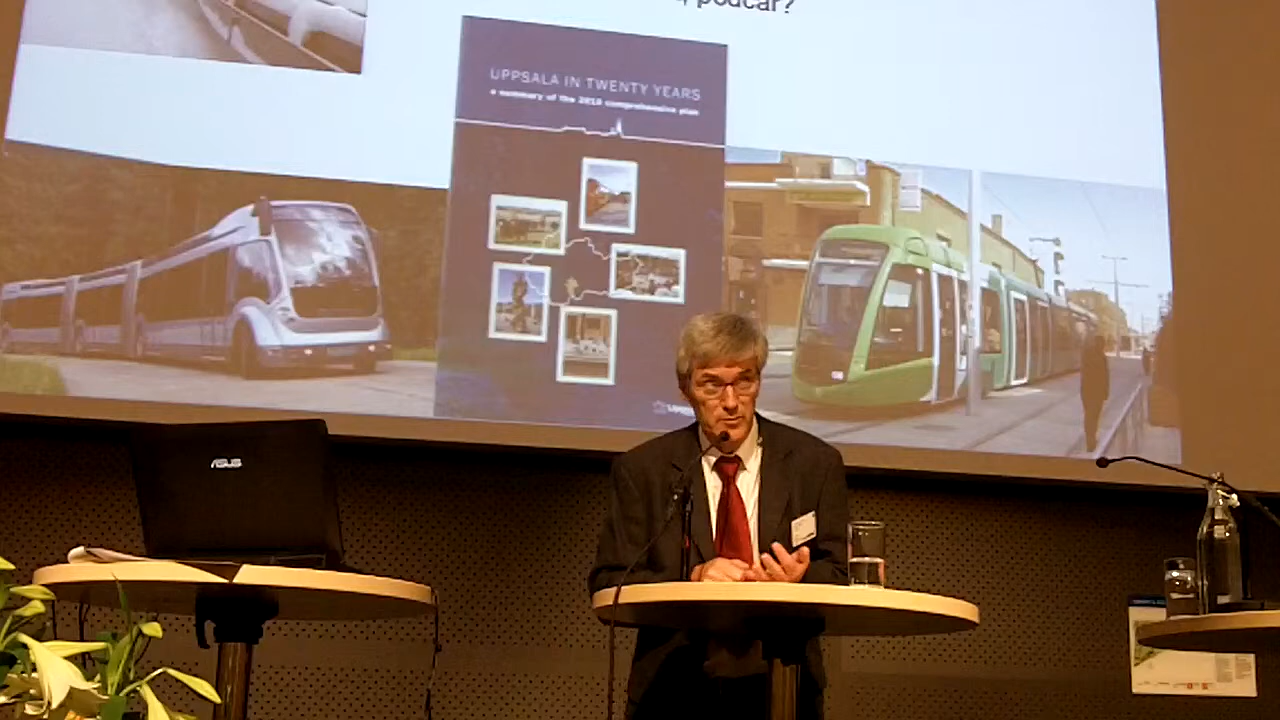 podcar?
UPPSALA IN TWENTY YEARS
a summary of the 2010 comprehensive plan
ASUS